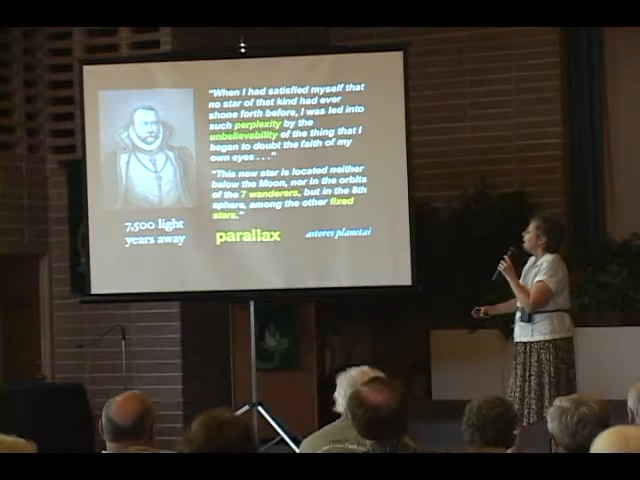 "When I had satisfied myself that
no star of that kind had ever
shone forth before, I was led into
such perplexity by the
unbelievability of the thing that I
began to doubt the faith of my
own eyes . . ."
"This new star is located neither
below the Moon, nor in the orbits
of the 7 wanderers, but in the 8th
sphere, among the other fixed
stars."
7,500 light
years away
parallax
asteres planetai